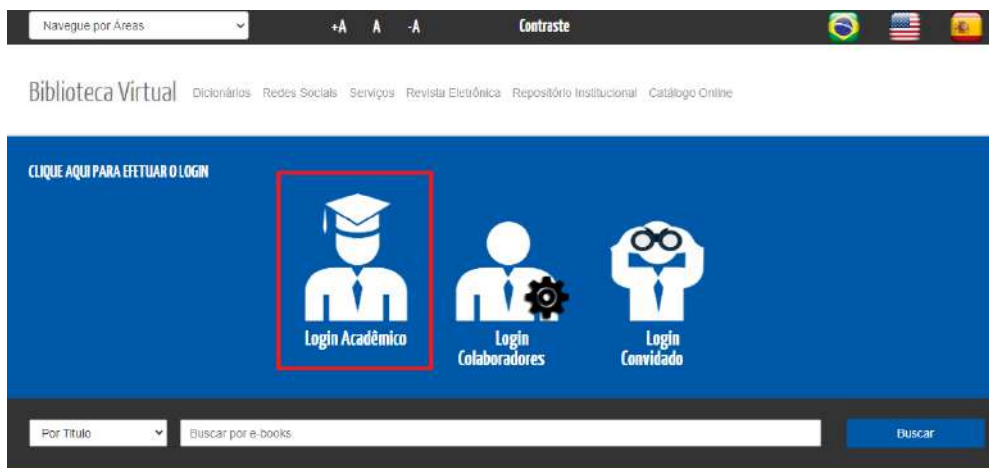 Navegue por Áreas +A A -A Contraste
Biblioteca Virtual Dicionários Redes Sociais Serviços Revista Eletrônica Repositório Institucional Catálogo Online
CLIQUE AQUI PARA EFETUAR O LOGIN
Login Acadêmico
Login
Colaboradores
Login
Convidado
Por Título Buscar por e-books Buscar